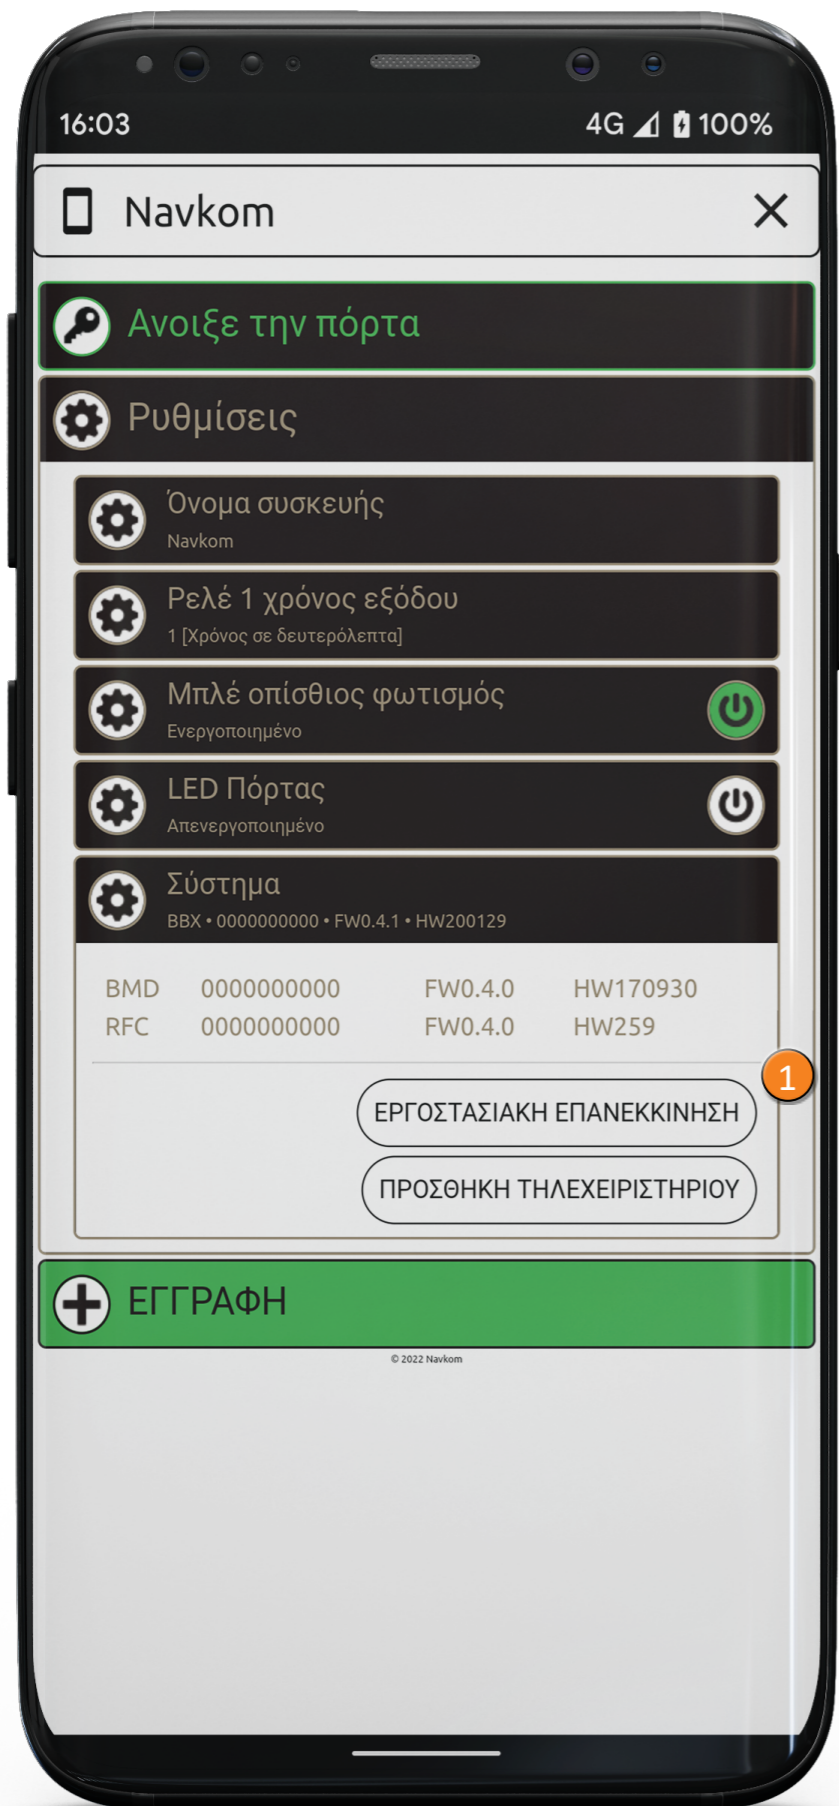 16:03
4G 100%
Navkom
Ανοιξε την πόρτα
Ρυθμίσεις
Όνομα συσκευής
Navkom
Ρελέ 1 χρόνος εξόδου
1 [Χρόνος σε δευτερόλεπτα]
Μπλέ οπίσθιος φωτισμός
Ενεργοποιημένο
LED Πόρτας
Απενεργοποιημένο
Σύστημα
BBX • 0000000000 • FW0.4.1 • HW200129
BMD 0000000000 FW0.4.0 HW170930
RFC 0000000000 FW0.4.0 HW259
1
ΕΡΓΟΣΤΑΣΙΑΚΗ ΕΠΑΝΕΚΚΙΝΗΣΗ
ΠΡΟΣΘΗΚΗ ΤΗΛΕΧΕΙΡΙΣΤΗΡΙΟΥ
ΕΓΓΡΑΦΗ
© 2022 Navkom